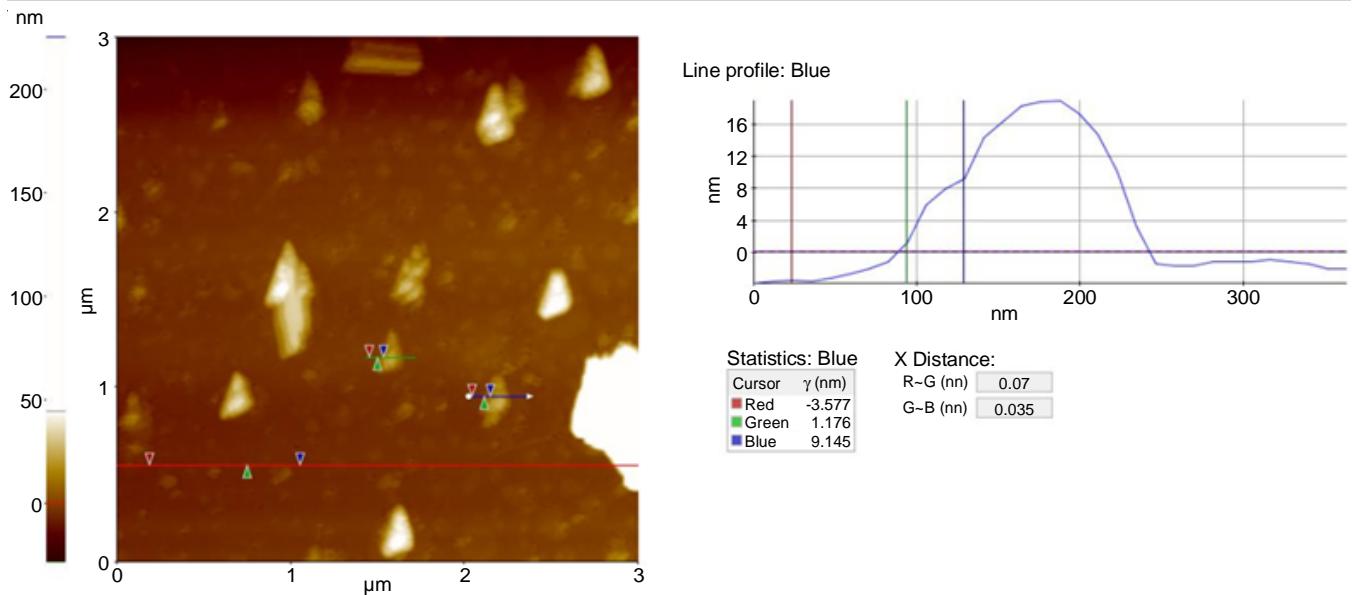 nm
200
150
100
50
0
3
2
1
0
µm
0
1
2
3
µm
Line profile: Blue
nm
16
12
8
4
0
0
100
200
300
nm
Statistics: Blue
Cursor γ (nm)
Red -3.577
Green 1.176
Blue 9.145
X Distance:
R~G (nn) 0.07
G~B (nn) 0.035